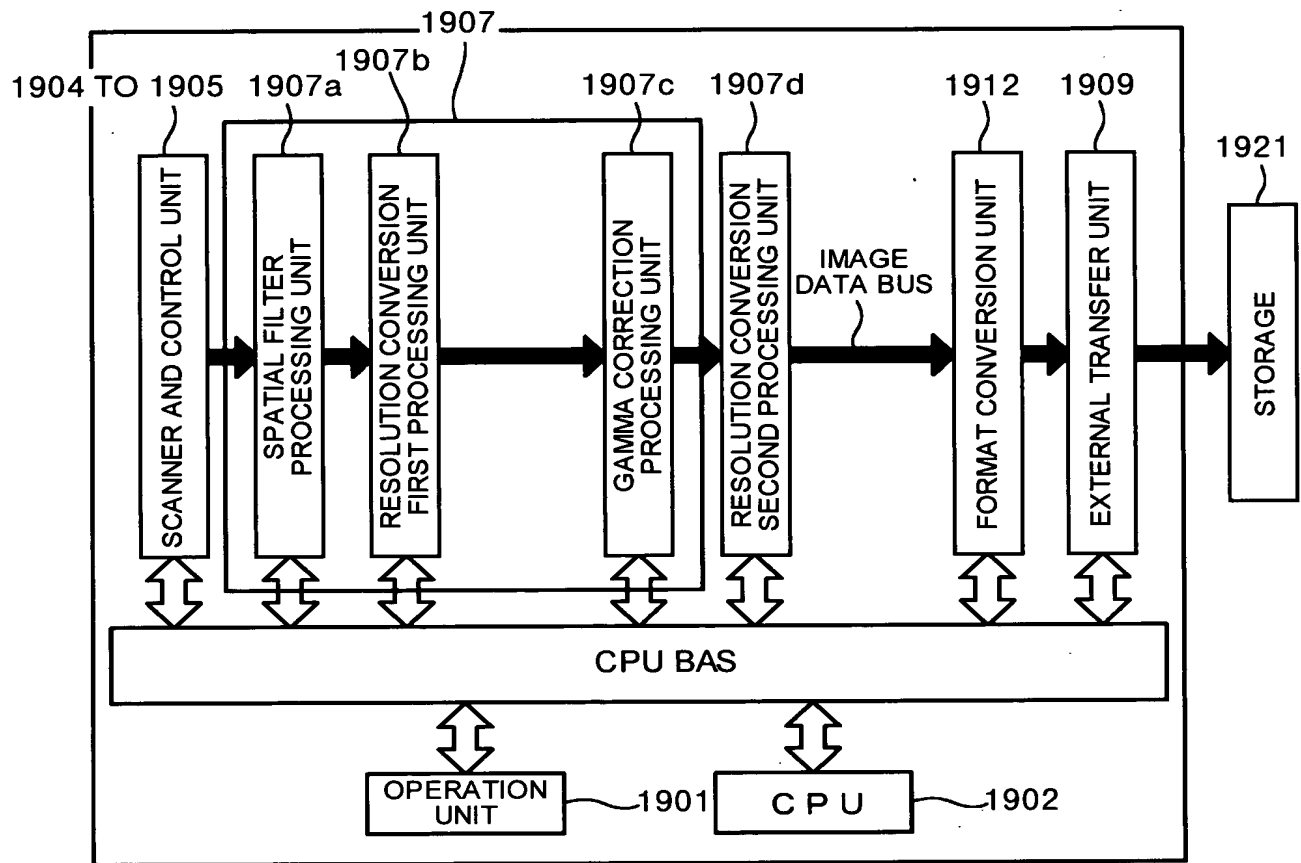 1907
1907b
1904 TO 1905
1907a
1907c
1907d
1912
1909
1921
SCANNER AND CONTROL UNIT
SPATIAL FILTER
PROCESSING UNIT
RESOLUTION CONVERSION
FIRST PROCESSING UNIT
GAMMA CORRECTION
PROCESSING UNIT
RESOLUTION CONVERSION
SECOND PROCESSING UNIT
IMAGE
DATA BUS
FORMAT CONVERSION UNIT
EXTERNAL TRANSFER UNIT
STORAGE
CPU BAS
OPERATION
UNIT
1901
CPU
1902